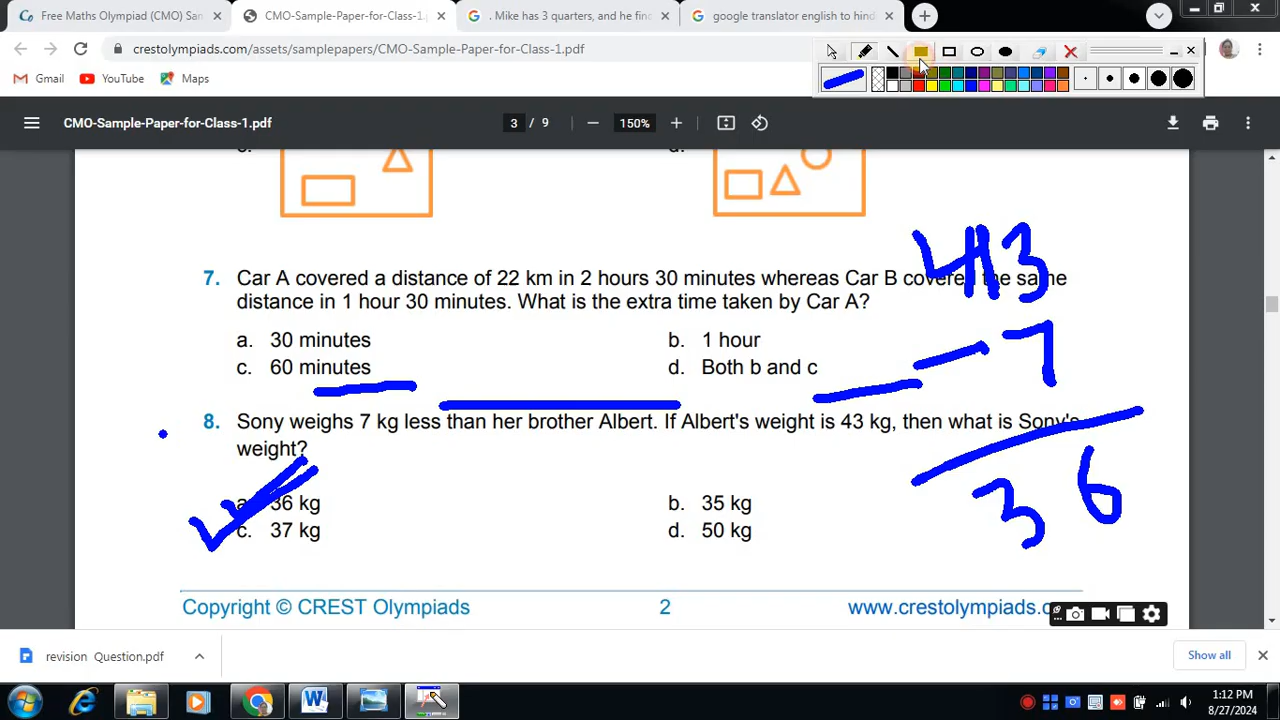 Free Maths Olympiad (CMO) San
CMO-Sample-Paper-for-Class-1.p
. Mike has 3 quarters, and he find
google translator english to hind
crestolympiads.com/assets/samplepapers/CMO-Sample-Paper-for-Class-1.pdf
Gmail YouTube Maps
CMO-Sample-Paper-for-Class-1.pdf 3 / 9 150%
7. Car A covered a distance of 22 km in 2 hours 30 minutes whereas Car B covered the same
distance in 1 hour 30 minutes. What is the extra time taken by Car A?
a. 30 minutes b. 1 hour
c. 60 minutes d. Both b and c
43
- 7
36
8. Sony weighs 7 kg less than her brother Albert. If Albert's weight is 43 kg, then what is Sony's
weight?
a. 36 kg b. 35 kg
c. 37 kg d. 50 kg
Copyright © CREST Olympiads 2 www.crestolympiads.c
revision Question.pdf Show all
1:12 PM
8/27/2024